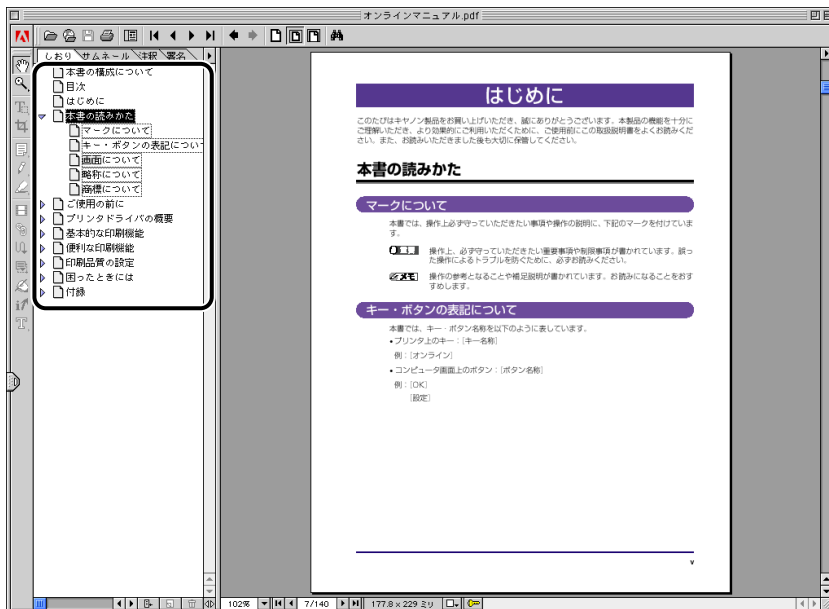 オンラインマニュアル.pdf
しおり サムネール 注釈 署名
本書の構成について
目次
はじめに
本書の読みかた
マークについて
キー・ボタンの表記につい
画面について
略称について
商標について
ご使用の前に
プリンタドライバの概要
基本的な印刷機能
便利な印刷機能
印刷品質の設定
困ったときには
付録
はじめに
このたびはキヤノン製品をお買い上げいただき、誠にありがとうございます。本製品の機能を十分に
ご理解いただき、より効果的にご利用いただくために、ご使用前にこの取扱説明書をよくお読みくだ
さい。また、お読みいただきました後も大切に保管してください。
本書の読みかた
マークについて
本書では、操作上必ず守っていただきたい事項や操作の説明に、下記のマークを付けていま
す。
操作上、必ず守っていただきたい重要事項や制限事項が書かれています。誤っ
た操作によるトラブルを防ぐために、必ずお読みください。
メモ 操作の参考となることや補足説明が書かれています。お読みになることをおす
すめします。
キー・ボタンの表記について
本書では、キー・ボタン名称を以下のように表しています。
• プリンタ上のキー：[キー名称]
例：[オンライン]
• コンピュータ画面上のボタン：[ボタン名称]
例：[OK]
[設定]
v
102% 7/140 177.8 x 229 ミリ